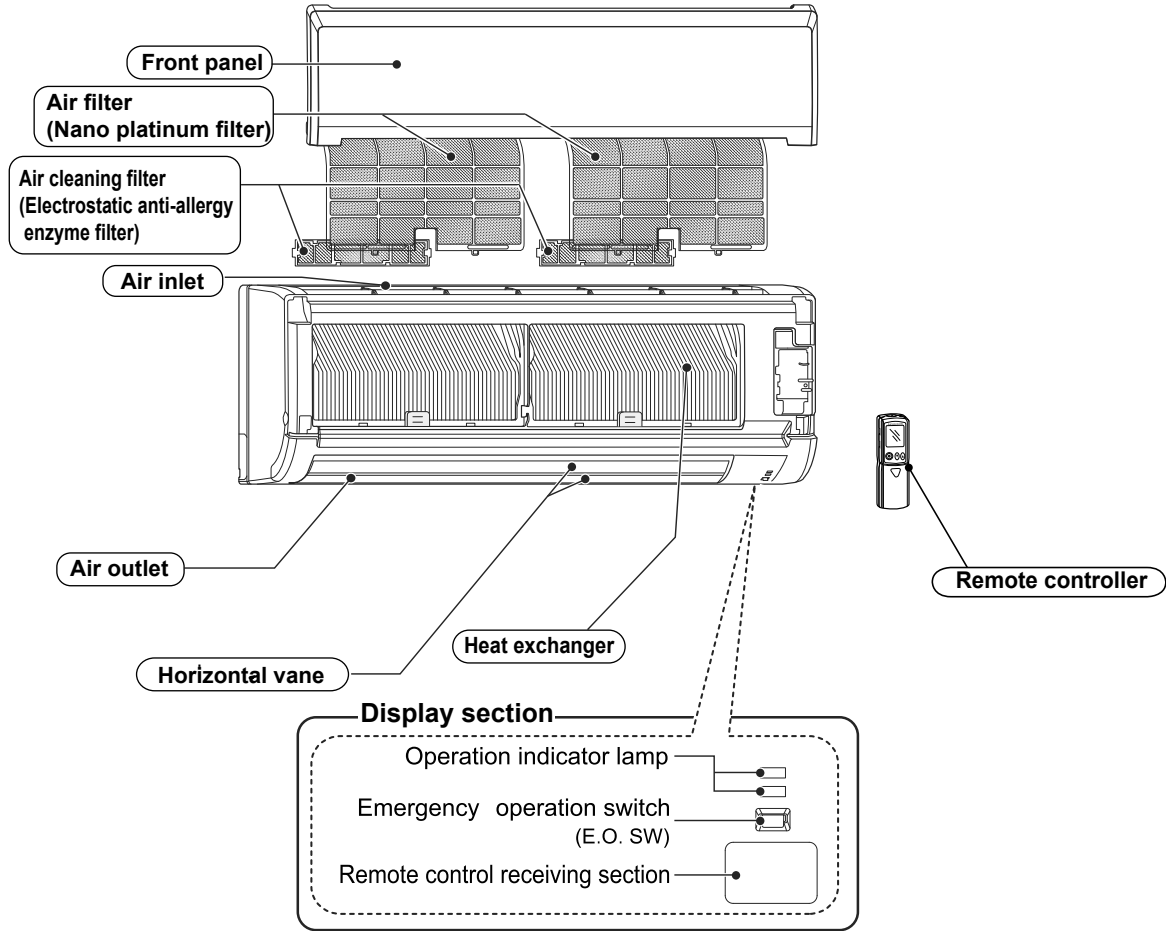 Front panel
Air filter
(Nano platinum filter)
Air cleaning filter
(Electrostatic anti-allergy
enzyme filter)
Air inlet
Air outlet
Remote controller
Heat exchanger
Horizontal vane
Display section
Operation indicator lamp
Emergency operation switch
(E.O. SW)
Remote control receiving section